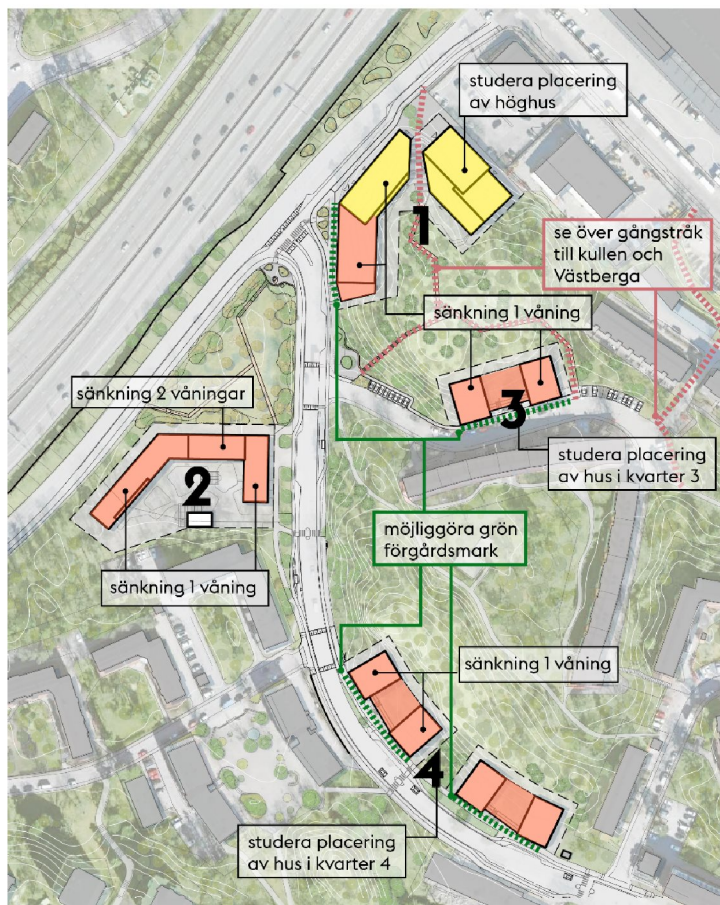 studera placering
av höghus
1
se över gångstråk
till kullen och
Västberga
sänkning 1 våning
sänkning 2 våningar
3
studera placering
av hus i kvarter 3
2
möjliggöra grön
förgårdsmark
sänkning 1 våning
sänkning 1 våning
4
studera placering
av hus i kvarter 4